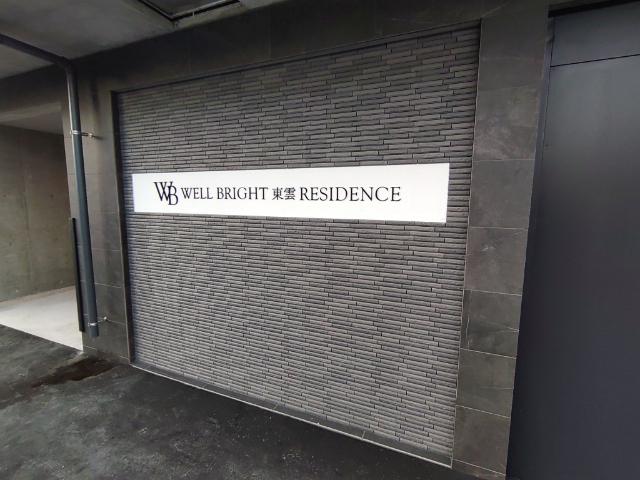 WB WELL BRIGHT 東雲 RESIDENCE